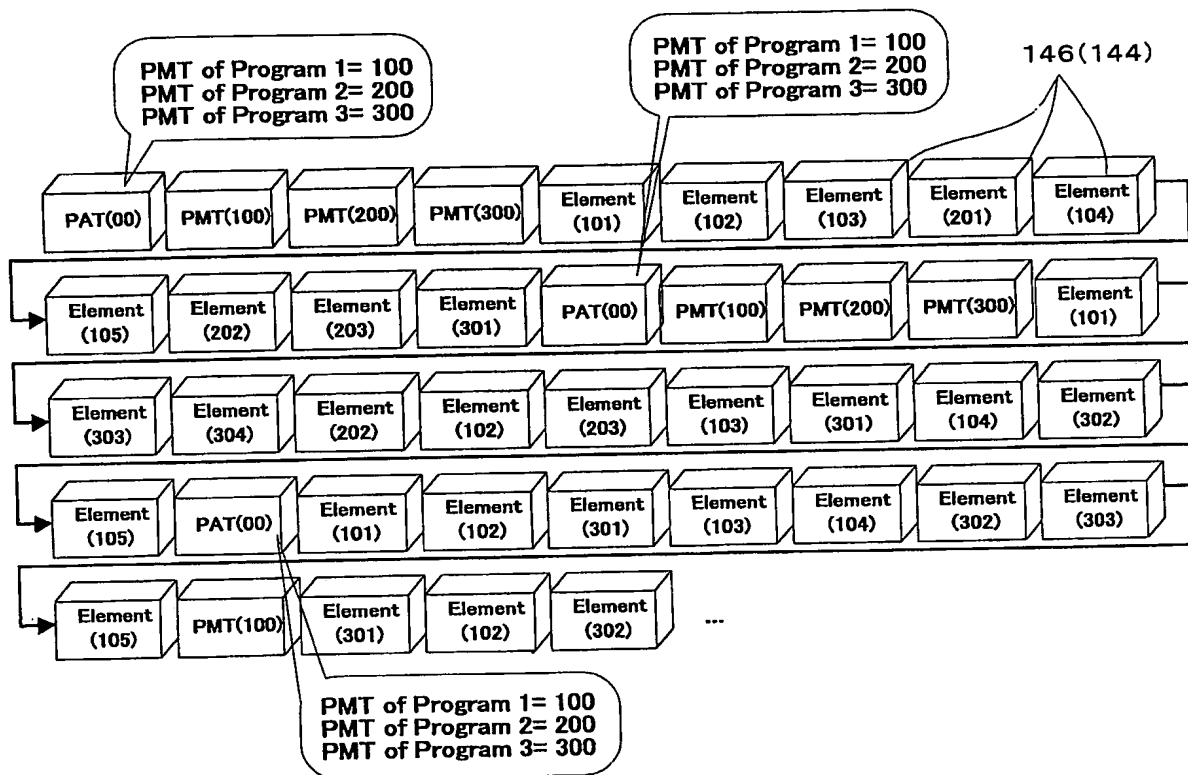 PMT of Program 1= 100
PMT of Program 2= 200
PMT of Program 3= 300
PMT of Program 1= 100
PMT of Program 2= 200
PMT of Program 3= 300
146(144)
PAT(00) PMT(100) PMT(200) PMT(300) Element (101) Element (102) Element (103) Element (201) Element (104)
Element (105) Element (202) Element (203) Element (301) PAT(00) PMT(100) PMT(200) PMT(300) Element (101)
Element (303) Element (304) Element (202) Element (102) Element (203) Element (103) Element (301) Element (104) Element (302)
Element (105) PAT(00) Element (101) Element (102) Element (301) Element (103) Element (104) Element (302) Element (303)
Element (105) PMT(100) Element (301) Element (102) Element (302) ...
PMT of Program 1= 100
PMT of Program 2= 200
PMT of Program 3= 300